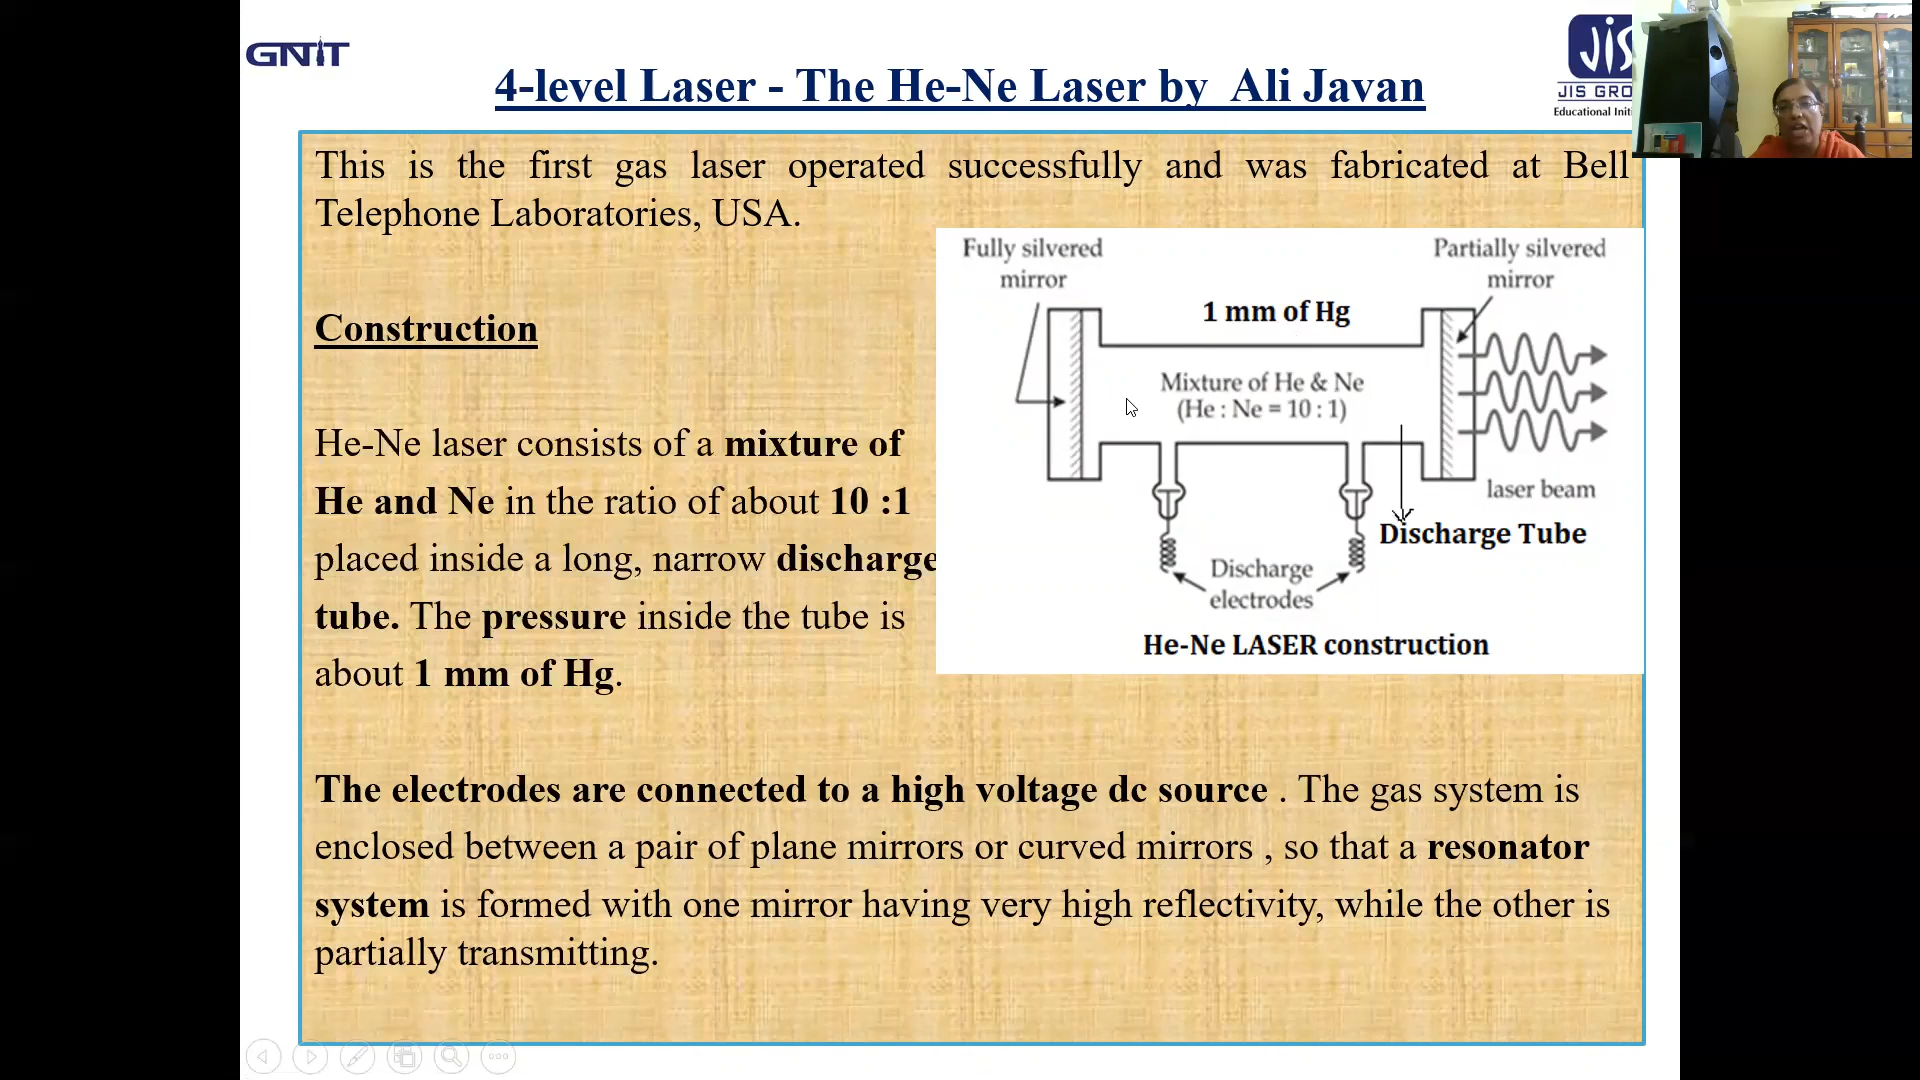 GNIT
JIS
JIS GRO
Educational Initi
4-level Laser - The He-Ne Laser by Ali Javan
This is the first gas laser operated successfully and was fabricated at Bell
Telephone Laboratories, USA.
Construction
He-Ne laser consists of a mixture of
He and Ne in the ratio of about 10 :1
placed inside a long, narrow discharge
tube. The pressure inside the tube is
about 1 mm of Hg.
Fully silvered
mirror
Partially silvered
mirror
1 mm of Hg
Mixture of He & Ne
(He : Ne = 10 : 1)
laser beam
Discharge Tube
Discharge
electrodes
He-Ne LASER construction
The electrodes are connected to a high voltage dc source . The gas system is
enclosed between a pair of plane mirrors or curved mirrors , so that a resonator
system is formed with one mirror having very high reflectivity, while the other is
partially transmitting.